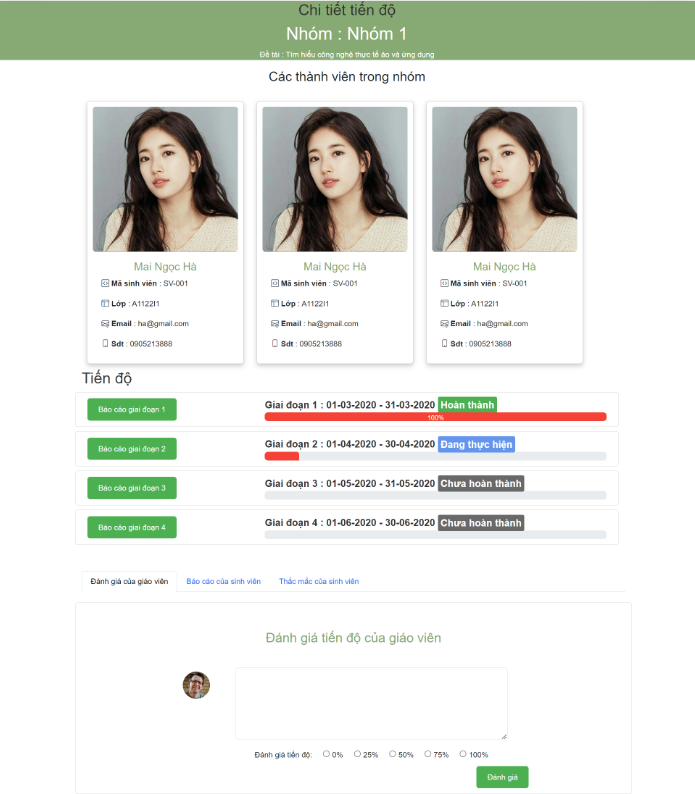 Chi tiết tiến độ
Nhóm : Nhóm 1
Đề tài : Tìm hiểu công nghệ thực tế ảo và ứng dụng
Các thành viên trong nhóm
Mai Ngọc Hà
Mã sinh viên : SV-001
Lớp : A1122I1
Email : ha@gmail.com
Sdt : 0905213888
Mai Ngọc Hà
Mã sinh viên : SV-001
Lớp : A1122I1
Email : ha@gmail.com
Sdt : 0905213888
Mai Ngọc Hà
Mã sinh viên : SV-001
Lớp : A1122I1
Email : ha@gmail.com
Sdt : 0905213888
Tiến độ
Báo cáo giai đoạn 1
Giai đoạn 1 : 01-03-2020 - 31-03-2020 Hoàn thành
100%
Báo cáo giai đoạn 2
Giai đoạn 2 : 01-04-2020 - 30-04-2020 Đang thực hiện
Báo cáo giai đoạn 3
Giai đoạn 3 : 01-05-2020 - 31-05-2020 Chưa hoàn thành
Báo cáo giai đoạn 4
Giai đoạn 4 : 01-06-2020 - 30-06-2020 Chưa hoàn thành
Đánh giá của giáo viên Báo cáo của sinh viên Thắc mắc của sinh viên
Đánh giá tiến độ của giáo viên
Đánh giá tiến độ: 0% 25% 50% 75% 100%
Đánh giá